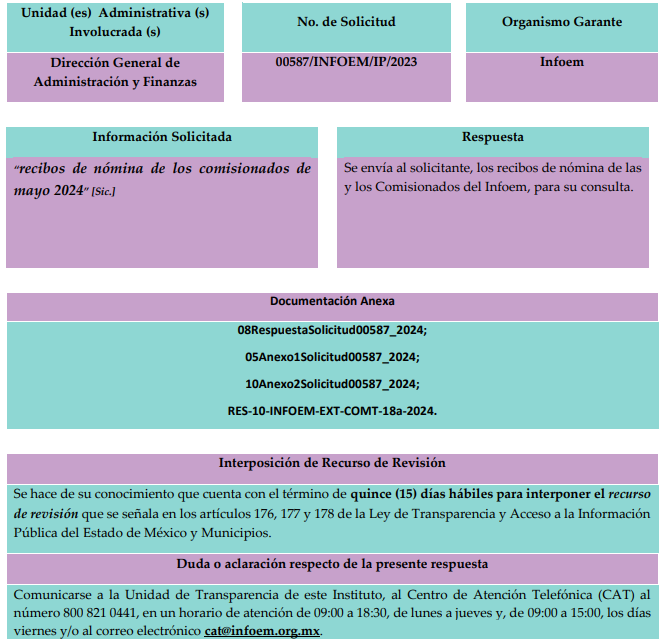 Unidad (es) Administrativa (s)
Involucrada (s)
No. de Solicitud
Organismo Garante
Dirección General de
Administración y Finanzas
00587/INFOEM/IP/2023
Infoem
Información Solicitada
Respuesta
"recibos de nómina de los comisionados de
mayo 2024" [Sic.]
Se envía al solicitante, los recibos de nómina de las
y los Comisionados del Infoem, para su consulta.
Documentación Anexa
08RespuestaSolicitud00587_2024;
05Anexo1Solicitud00587_2024;
10Anexo2Solicitud00587_2024;
RES-10-INFOEM-EXT-COMT-18a-2024.
Interposición de Recurso de Revisión
Se hace de su conocimiento que cuenta con el término de quince (15) días hábiles para interponer el recurso
de revisión que se señala en los artículos 176, 177 y 178 de la Ley de Transparencia y Acceso a la Información
Pública del Estado de México y Municipios.
Duda o aclaración respecto de la presente respuesta
Comunicarse a la Unidad de Transparencia de este Instituto, al Centro de Atención Telefónica (CAT) al
número 800 821 0441, en un horario de atención de 09:00 a 18:30, de lunes a jueves y, de 09:00 a 15:00, los días
viernes y/o al correo electrónico cat@infoem.org.mx.